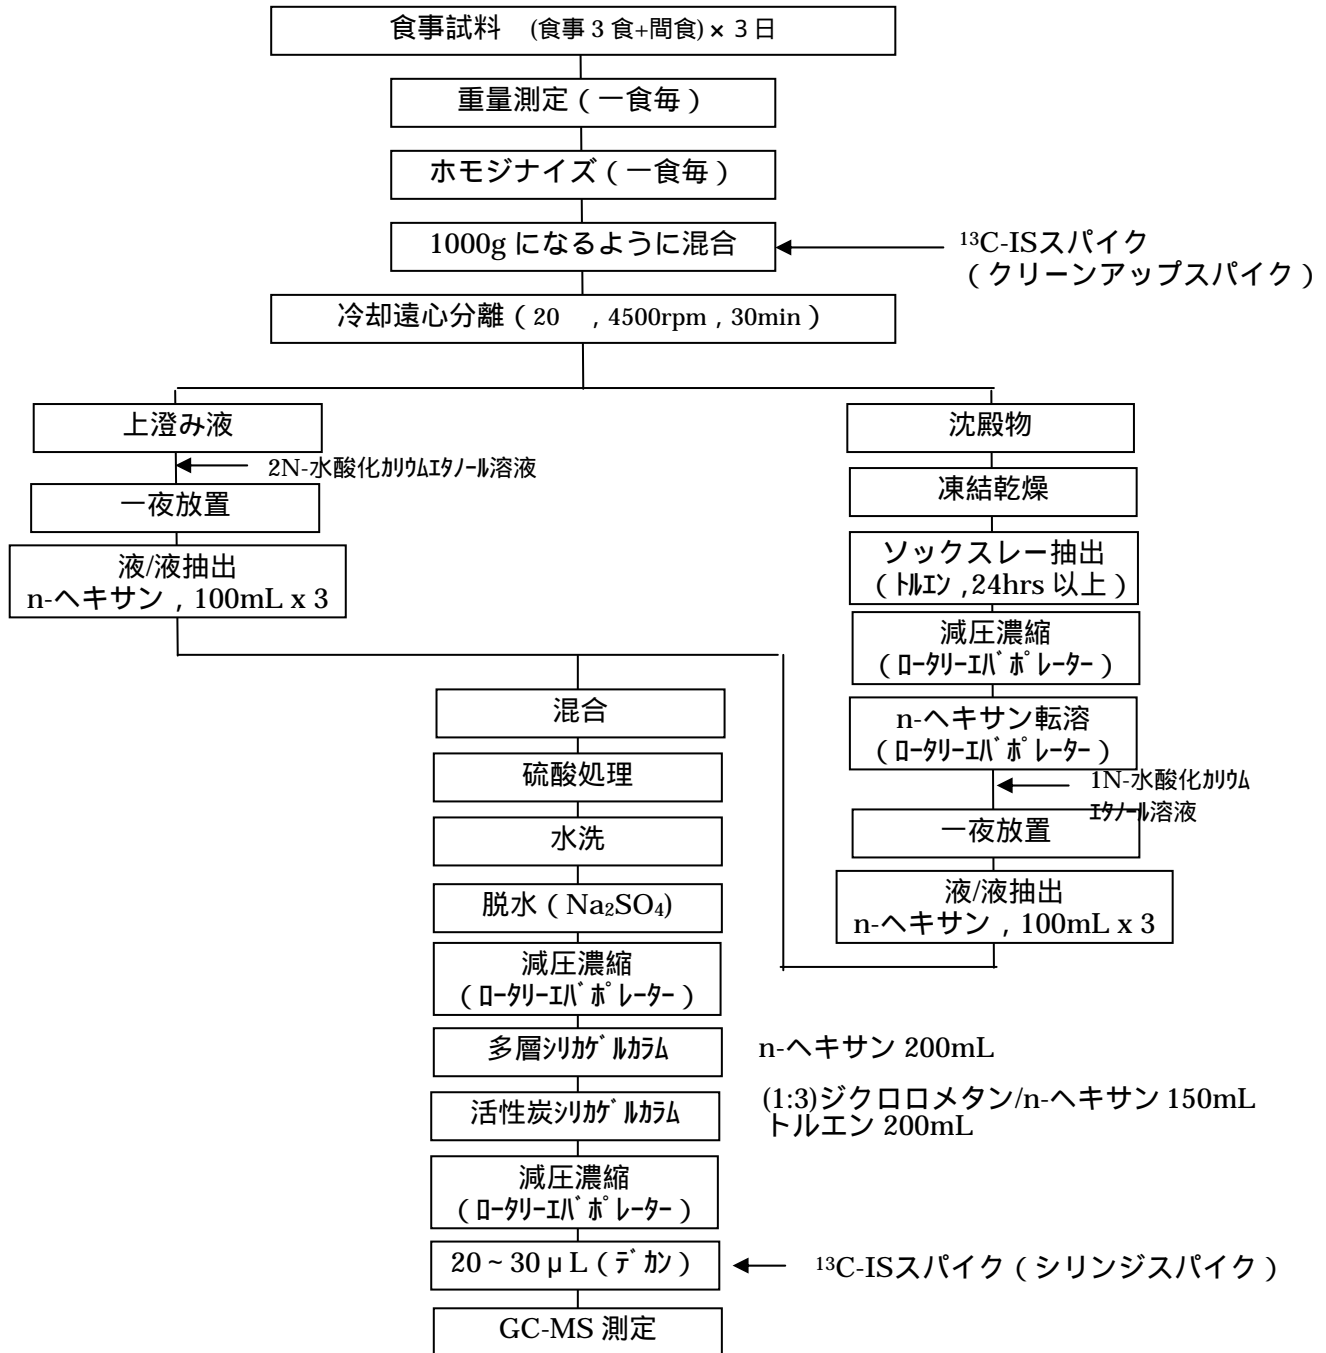 食事試料 (食事 3 食+間食) × 3 日
重量測定(一食毎)
ホモジナイズ(一食毎)
1000g になるように混合
¹³C-ISスパイク
(クリーンアップスパイク)
冷却遠心分離(20 , 4500rpm , 30min)
上澄み液
2N-水酸化ｶﾘｳﾑｴﾀﾉｰﾙ溶液
一夜放置
液/液抽出
n-ヘキサン , 100mL x 3
沈殿物
凍結乾燥
ソックスレー抽出
(ﾄﾙｴﾝ , 24hrs 以上)
減圧濃縮
(ﾛｰﾀﾘｰｴﾊﾞﾎﾟﾚｰﾀｰ)
n-ヘキサン転溶
(ﾛｰﾀﾘｰｴﾊﾞﾎﾟﾚｰﾀｰ)
1N-水酸化ｶﾘｳﾑ
ｴﾀﾉｰﾙ溶液
一夜放置
液/液抽出
n-ヘキサン , 100mL x 3
混合
硫酸処理
水洗
脱水(Na₂SO₄)
減圧濃縮
(ﾛｰﾀﾘｰｴﾊﾞﾎﾟﾚｰﾀｰ)
多層ｼﾘｶｹﾞﾙｶﾗﾑ
n-ヘキサン 200mL
活性炭ｼﾘｶｹﾞﾙｶﾗﾑ
(1:3)ジクロロメタン/n-ヘキサン 150mL
トルエン 200mL
減圧濃縮
(ﾛｰﾀﾘｰｴﾊﾞﾎﾟﾚｰﾀｰ)
20～30μL(ﾃﾞｶﾝ)
¹³C-ISスパイク(シリンジスパイク)
GC-MS 測定